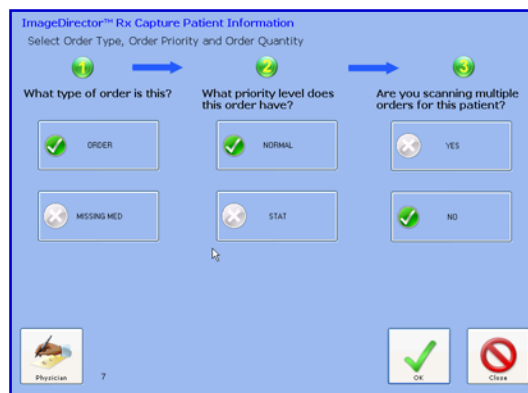 ImageDirector™ Rx Capture Patient Information
Select Order Type, Order Priority and Order Quantity
1
2
3
What type of order is this?
What priority level does
this order have?
Are you scanning multiple
orders for this patient?
ORDER
NORMAL
YES
MISSING MED
STAT
NO
Physician
7
OK
Close